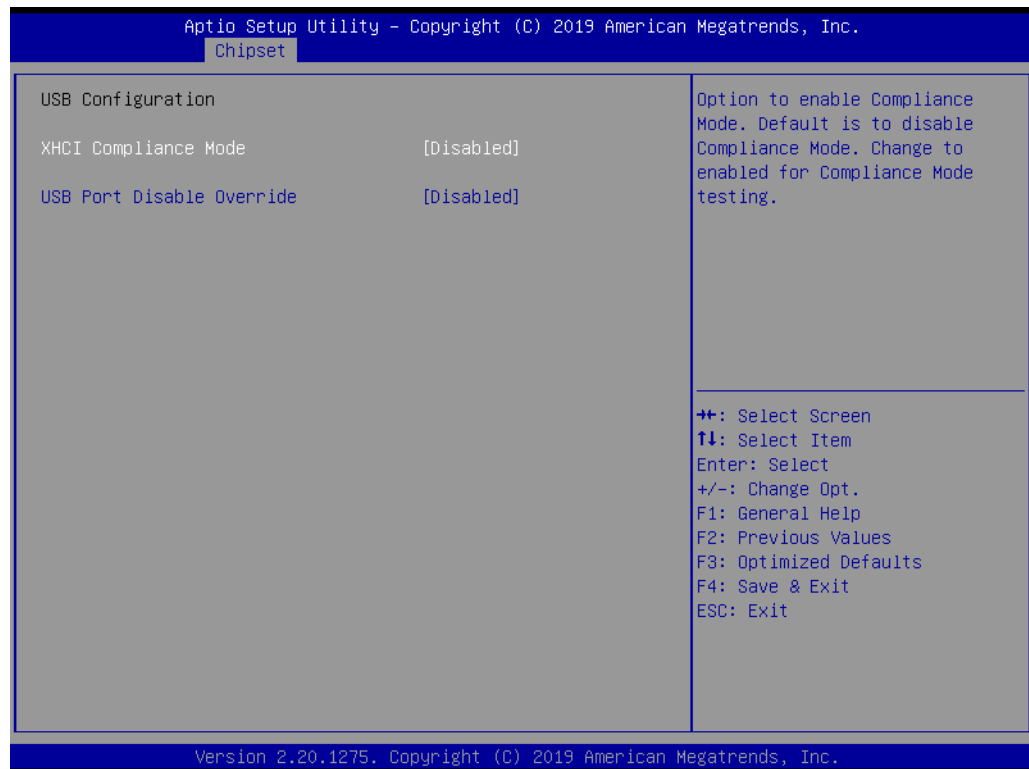 Aptio Setup Utility – Copyright (C) 2019 American Megatrends, Inc.
Chipset
USB Configuration
XHCI Compliance Mode [Disabled]
USB Port Disable Override [Disabled]
Option to enable Compliance
Mode. Default is to disable
Compliance Mode. Change to
enabled for Compliance Mode
testing.
→←: Select Screen
↑↓: Select Item
Enter: Select
+/-: Change Opt.
F1: General Help
F2: Previous Values
F3: Optimized Defaults
F4: Save & Exit
ESC: Exit
Version 2.20.1275. Copyright (C) 2019 American Megatrends, Inc.